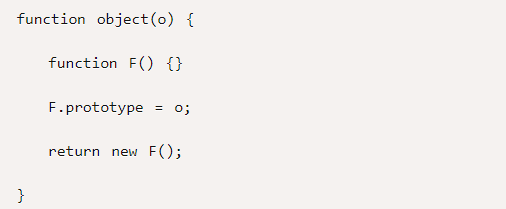 function object(o) {
    function F() {}
    F.prototype = o;
    return new F();
}